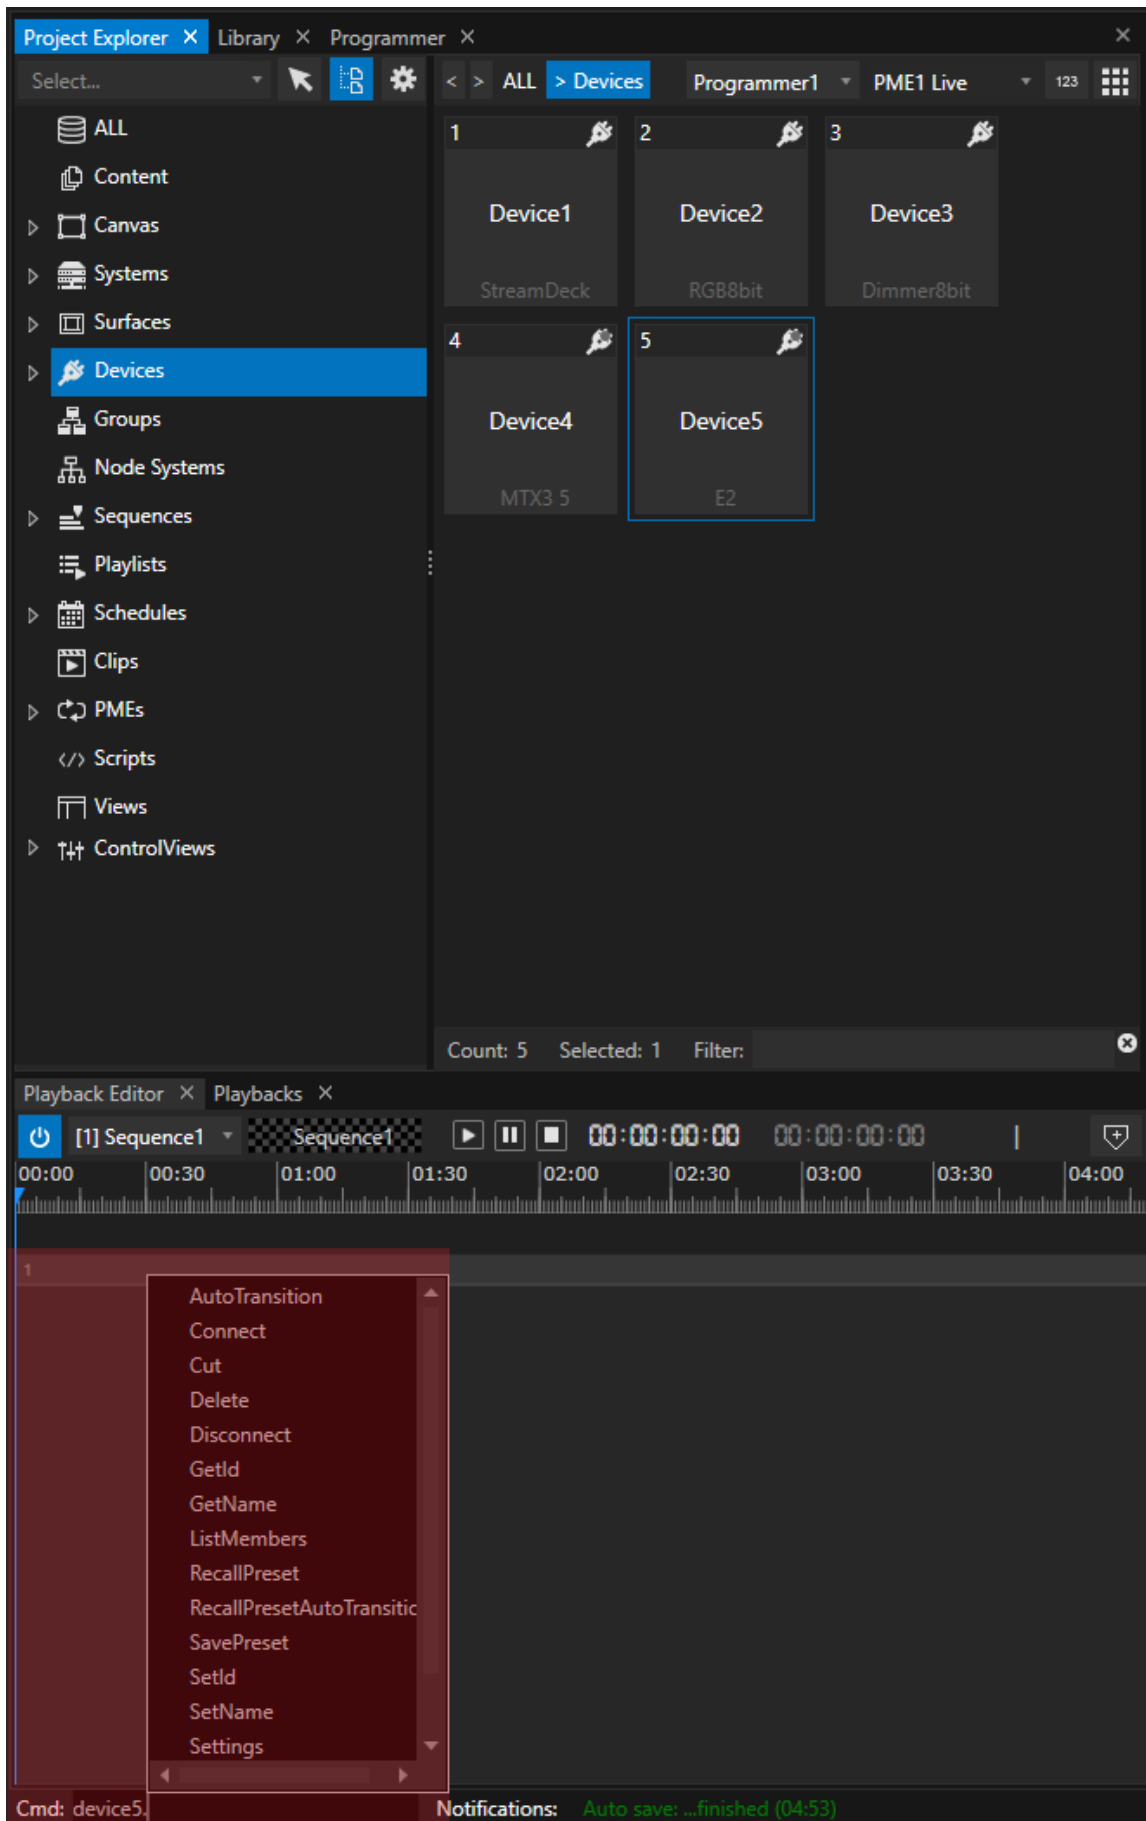 Project Explorer Library Programmer
Select...
< > ALL > Devices Programmer1 PME1 Live 123
ALL
Content
Canvas
Systems
Surfaces
Devices
Groups
Node Systems
Sequences
Playlists
Schedules
Clips
PMEs
</> Scripts
Views
ControlViews
1 2 3
Device1 Device2 Device3
StreamDeck RGB8bit Dimmer8bit
4 5
Device4 Device5
MTX3 5 E2
Count: 5 Selected: 1 Filter:
Playback Editor Playbacks
[1] Sequence1 Sequence1 00:00:00:00 00:00:00:00
00:00 00:30 01:00 01:30 02:00 02:30 03:00 03:30 04:00
1
AutoTransition
Connect
Cut
Delete
Disconnect
GetId
GetName
ListMembers
RecallPreset
RecallPresetAutoTransitic
SavePreset
SetId
SetName
Settings
Cmd: device5. Notifications: Auto save: ...finished (04:53)